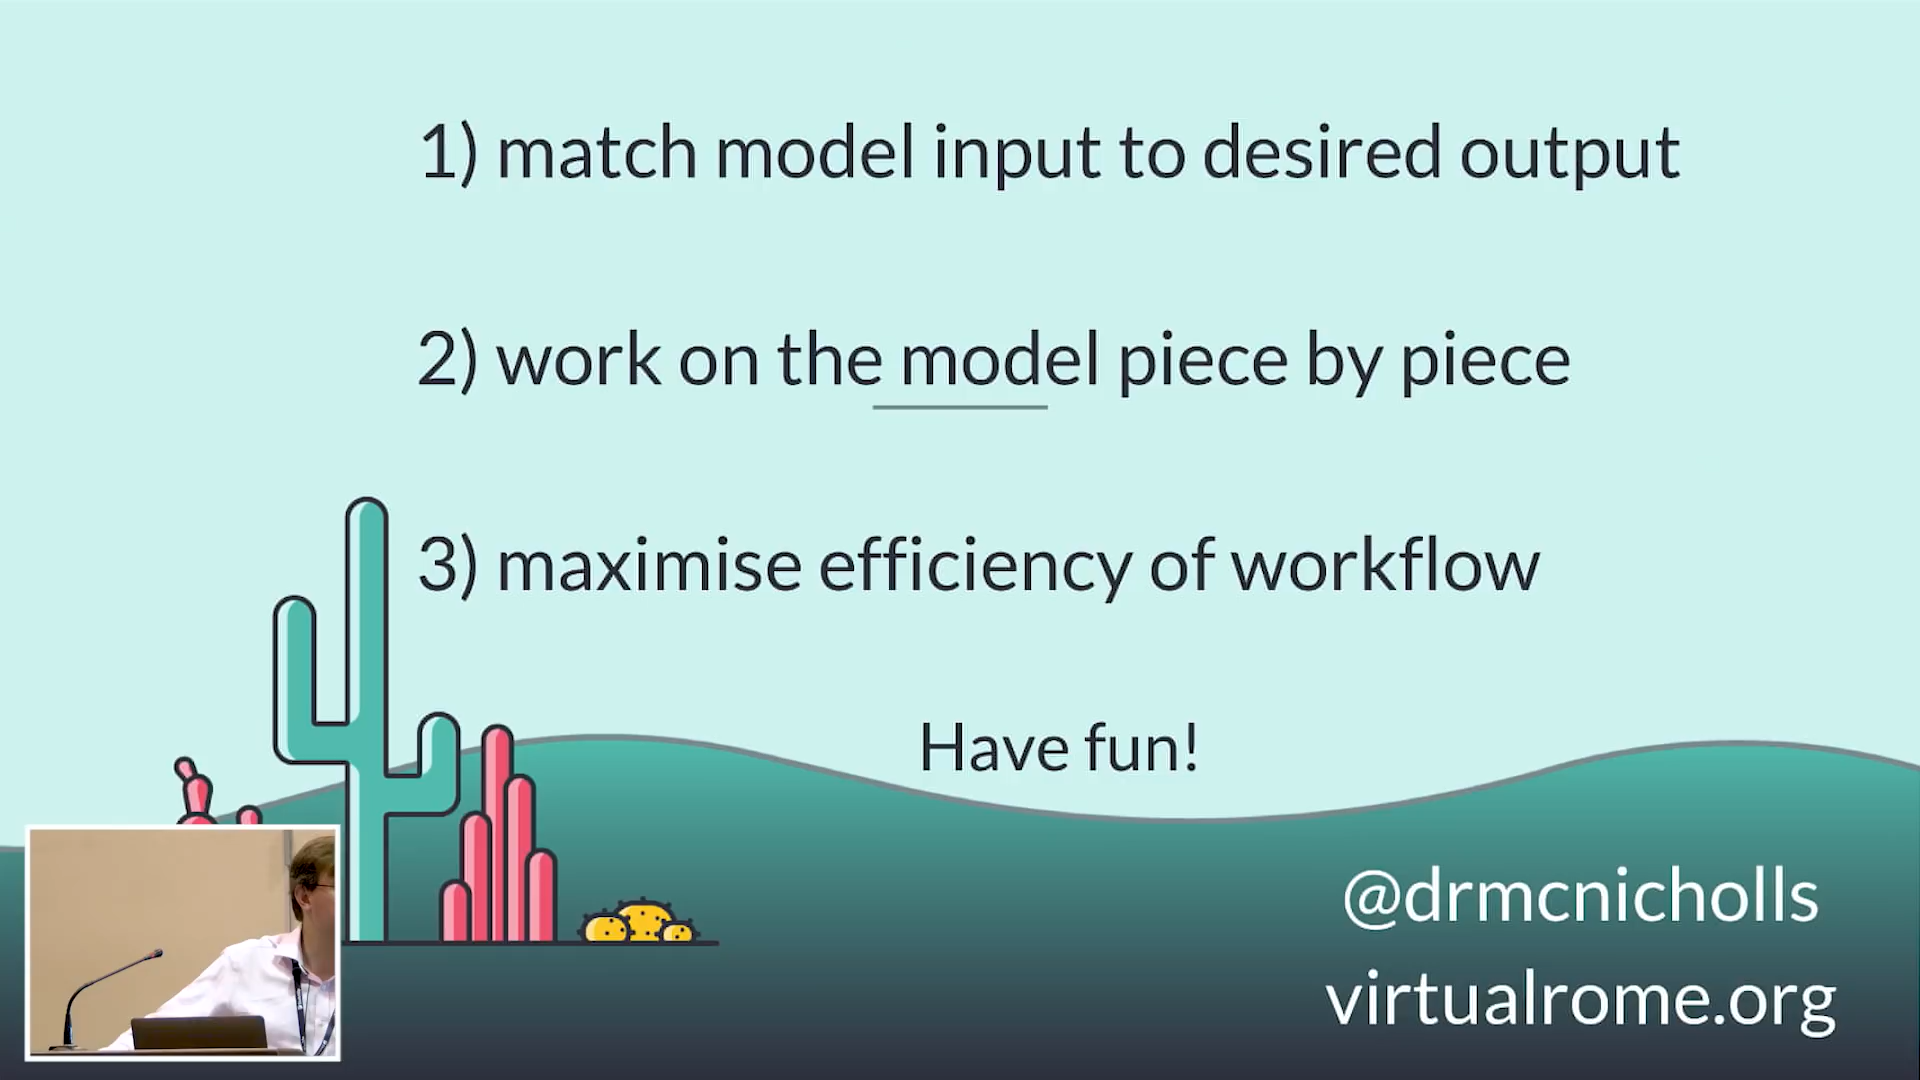 1) match model input to desired output
2) work on the model piece by piece
3) maximise efficiency of workflow
Have fun!
@drmcnicholls
virtualrome.org